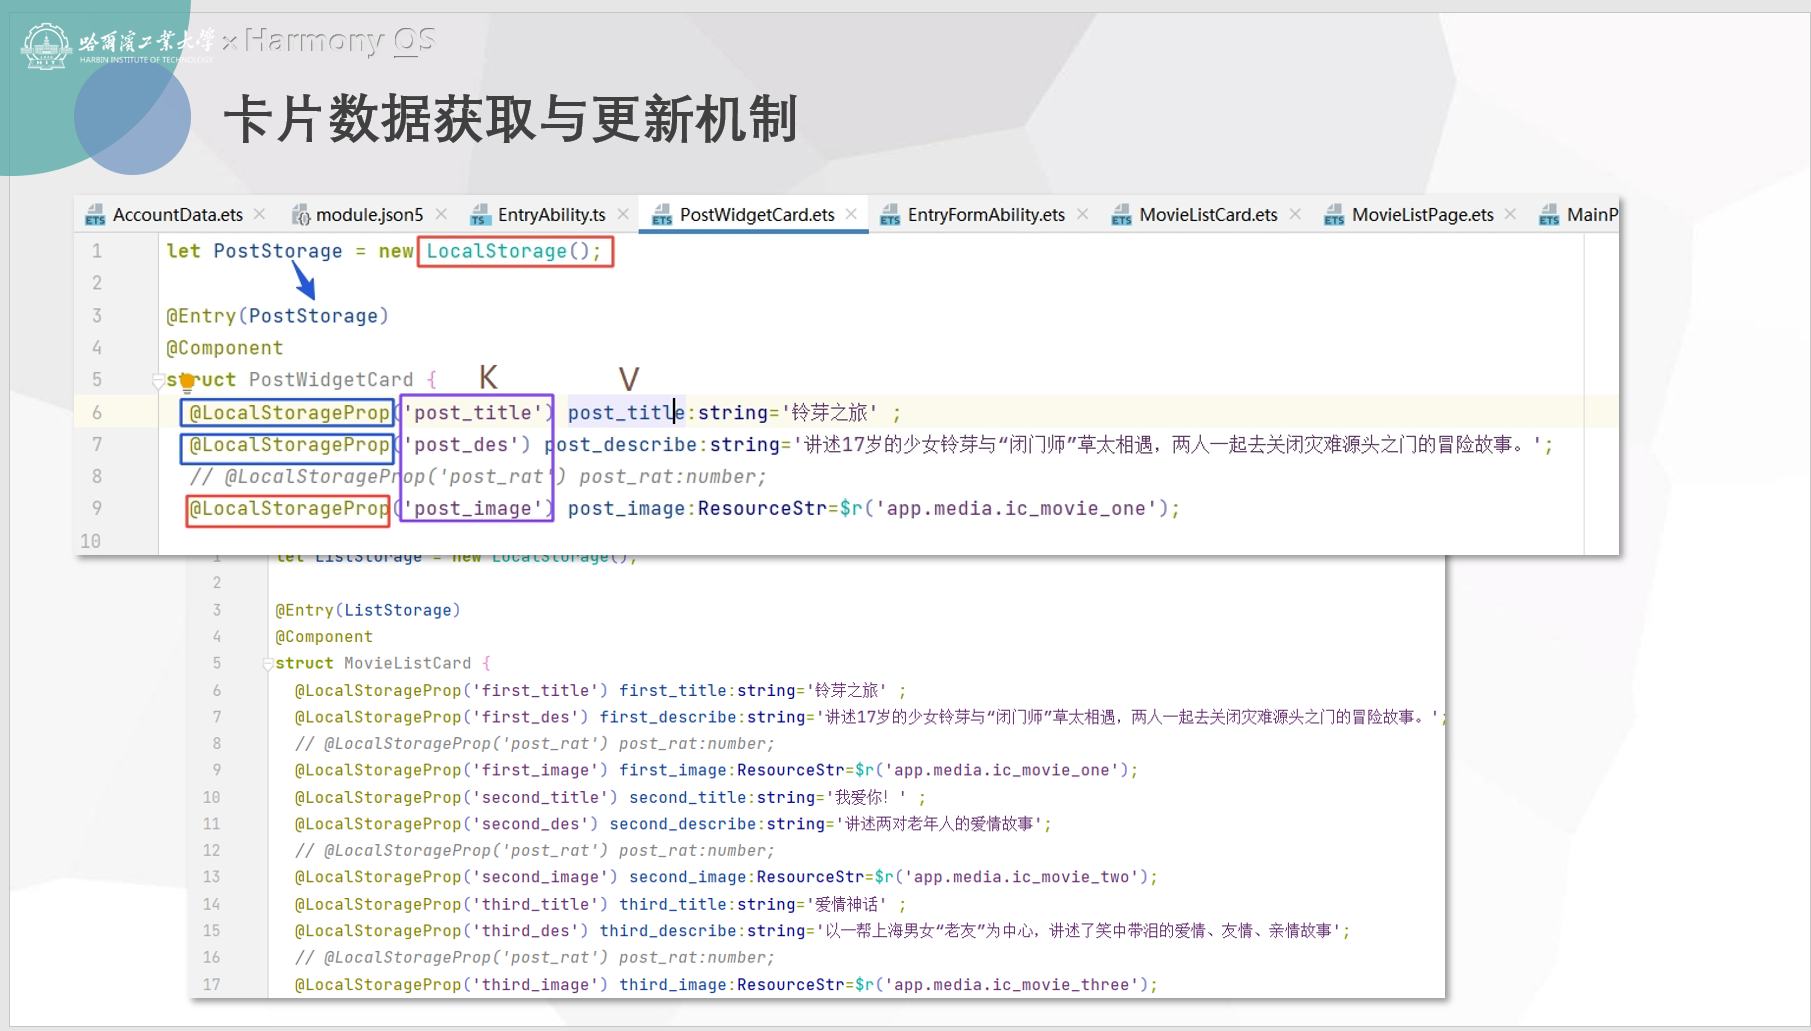 哈尔滨工业大学 × Harmony OS
HARBIN INSTITUTE OF TECHNOLOGY
卡片数据获取与更新机制
AccountData.ets module.json5 EntryAbility.ts PostWidgetCard.ets EntryFormAbility.ets MovieListCard.ets MovieListPage.ets MainP
1 let PostStorage = new LocalStorage();
2
3 @Entry(PostStorage)
4 @Component
5 struct PostWidgetCard {
K V
6 @LocalStorageProp('post_title') post_title:string='铃芽之旅' ;
7 @LocalStorageProp('post_des') post_describe:string='讲述17岁的少女铃芽与“闭门师”草太相遇，两人一起去关闭灾难源头之门的冒险故事。';
8 // @LocalStorageProp('post_rat') post_rat:number;
9 @LocalStorageProp('post_image') post_image:ResourceStr=$r('app.media.ic_movie_one');
10
1 let ListStorage = new LocalStorage();
2
3 @Entry(ListStorage)
4 @Component
5 struct MovieListCard {
6 @LocalStorageProp('first_title') first_title:string='铃芽之旅' ;
7 @LocalStorageProp('first_des') first_describe:string='讲述17岁的少女铃芽与“闭门师”草太相遇，两人一起去关闭灾难源头之门的冒险故事。';
8 // @LocalStorageProp('post_rat') post_rat:number;
9 @LocalStorageProp('first_image') first_image:ResourceStr=$r('app.media.ic_movie_one');
10 @LocalStorageProp('second_title') second_title:string='我爱你！' ;
11 @LocalStorageProp('second_des') second_describe:string='讲述两对老年人的爱情故事';
12 // @LocalStorageProp('post_rat') post_rat:number;
13 @LocalStorageProp('second_image') second_image:ResourceStr=$r('app.media.ic_movie_two');
14 @LocalStorageProp('third_title') third_title:string='爱情神话' ;
15 @LocalStorageProp('third_des') third_describe:string='以一帮上海男女“老友”为中心，讲述了笑中带泪的爱情、友情、亲情故事';
16 // @LocalStorageProp('post_rat') post_rat:number;
17 @LocalStorageProp('third_image') third_image:ResourceStr=$r('app.media.ic_movie_three');